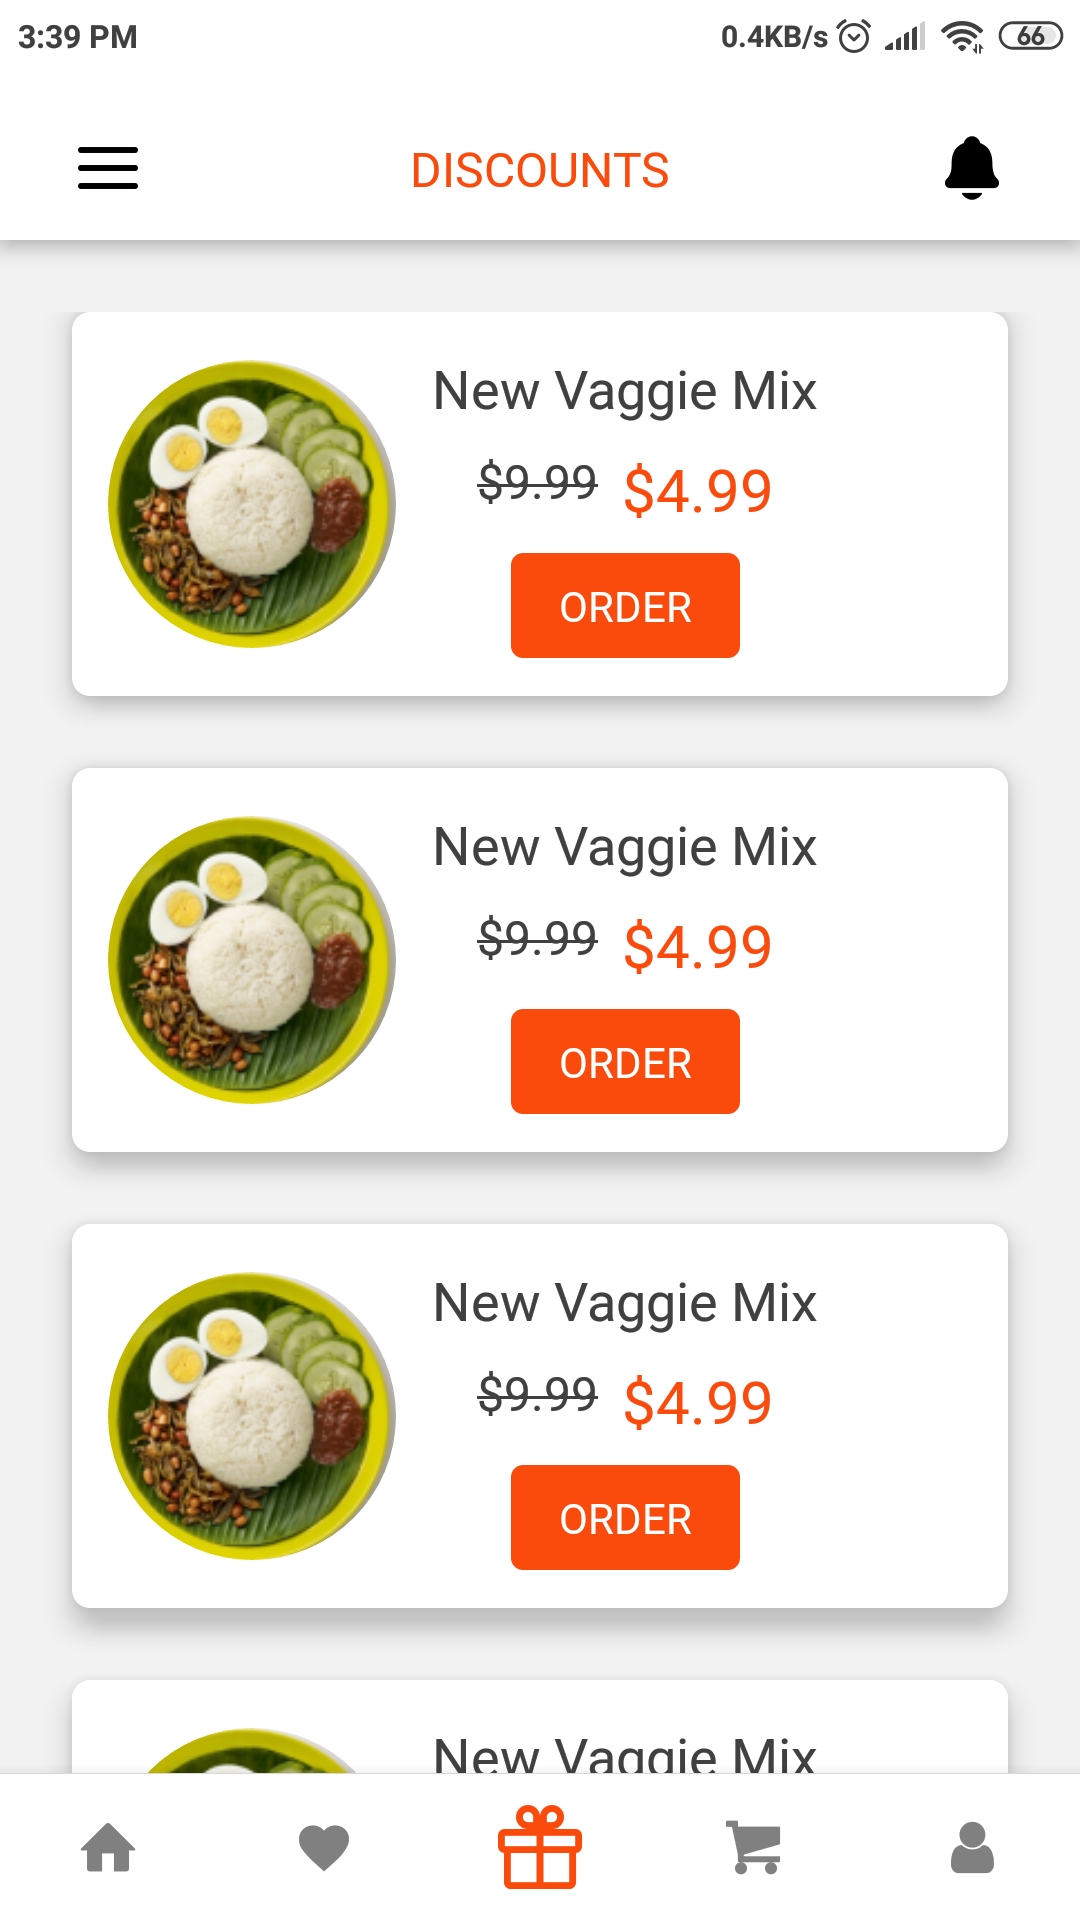 3:39 PM 0.4KB/s 66
DISCOUNTS
New Vaggie Mix
$9.99 $4.99
ORDER
New Vaggie Mix
$9.99 $4.99
ORDER
New Vaggie Mix
$9.99 $4.99
ORDER
New Vaggie Mix